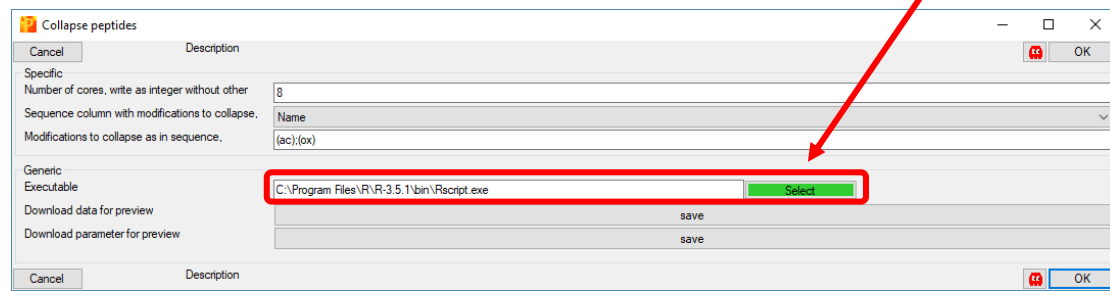 Collapse peptides
Cancel Description OK
Specific
Number of cores, write as integer without other 8
Sequence column with modifications to collapse, Name
Modifications to collapse as in sequence, (ac);(ox)
Generic
Executable C:\Program Files\R\R-3.5.1\bin\Rscript.exe Select
Download data for preview save
Download parameter for preview save
Cancel Description OK